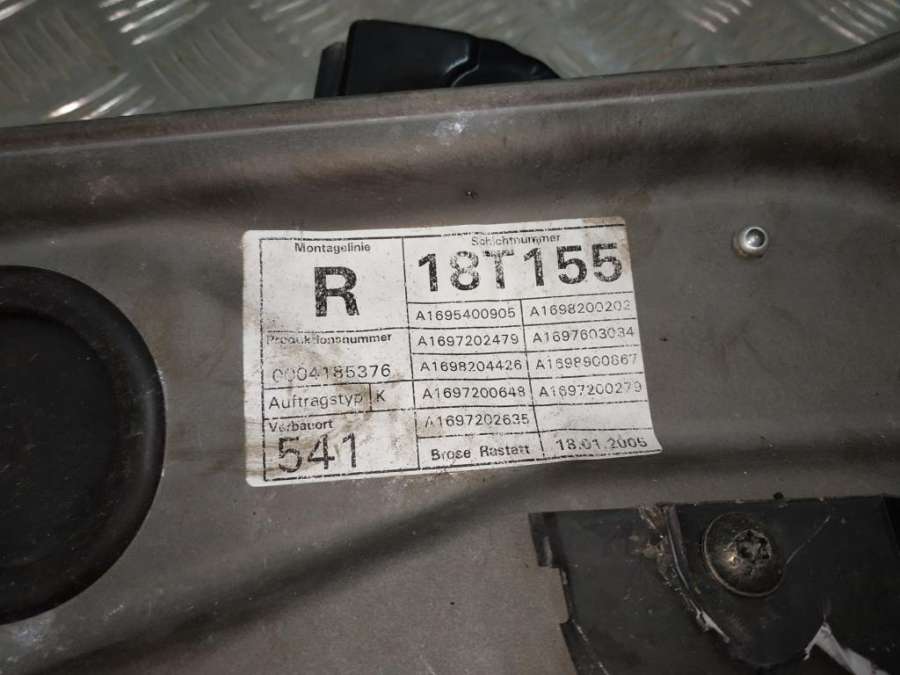 Montagelinie
R
Schichtnummer
18T155
A1695400905 A1698200202
A1697202479 A1697603034
A1698204426 A1698900867
A1697200648 A1697200279
A1697202635
Produktionsnummer
0004185376
Auftragstyp K
Verbauort
541
Brose Rastatt 18.01.2005